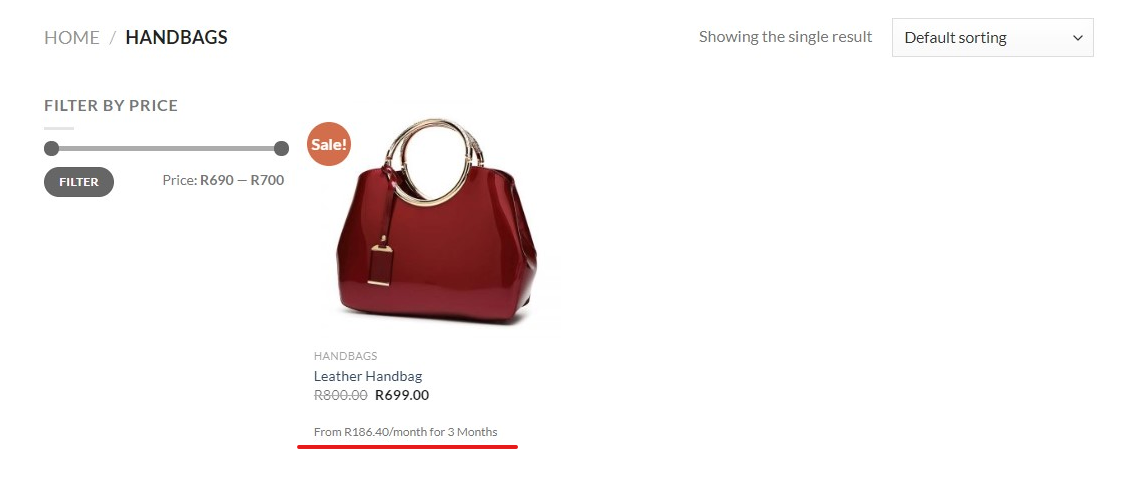 HOME / HANDBAGS
Showing the single result
Default sorting
FILTER BY PRICE
FILTER
Price: R690 — R700
Sale!
HANDBAGS
Leather Handbag
R800.00 R699.00
From R186.40/month for 3 Months